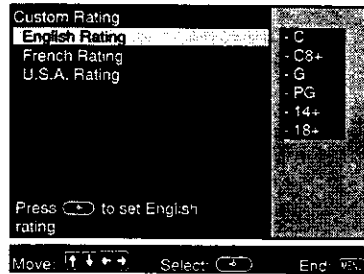 Custom Rating
English Rating
French Rating
U.S.A. Rating
- C
- C8+
- G
- PG
- 14+
- 18+
Press to set English
rating
Move: Select: End: